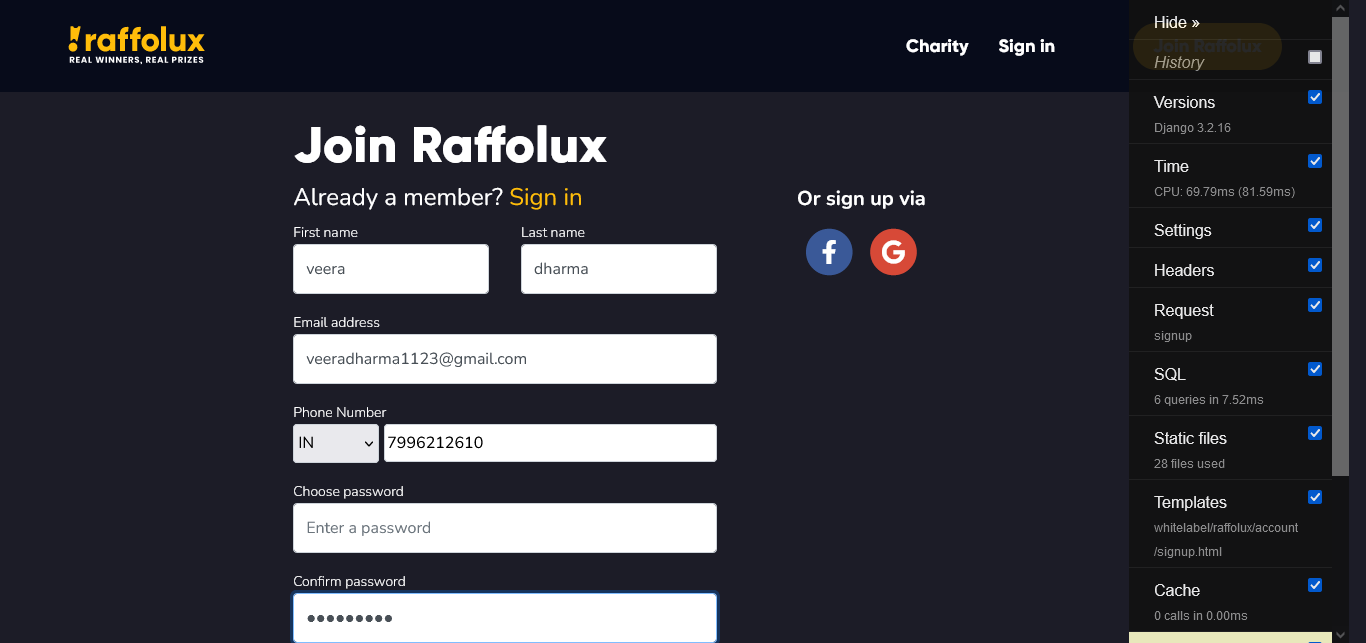 raffolux
REAL WINNERS, REAL PRIZES
Charity
Sign in
Join Raffolux
Join Raffolux
Already a member? Sign in
First name
Last name
veera
dharma
Email address
veeradharma1123@gmail.com
Phone Number
IN
7996212610
Choose password
Enter a password
Confirm password
•••••••••
Or sign up via
Hide »
History
Versions
Django 3.2.16
Time
CPU: 69.79ms (81.59ms)
Settings
Headers
Request
signup
SQL
6 queries in 7.52ms
Static files
28 files used
Templates
whitelabel/raffolux/account
/signup.html
Cache
0 calls in 0.00ms